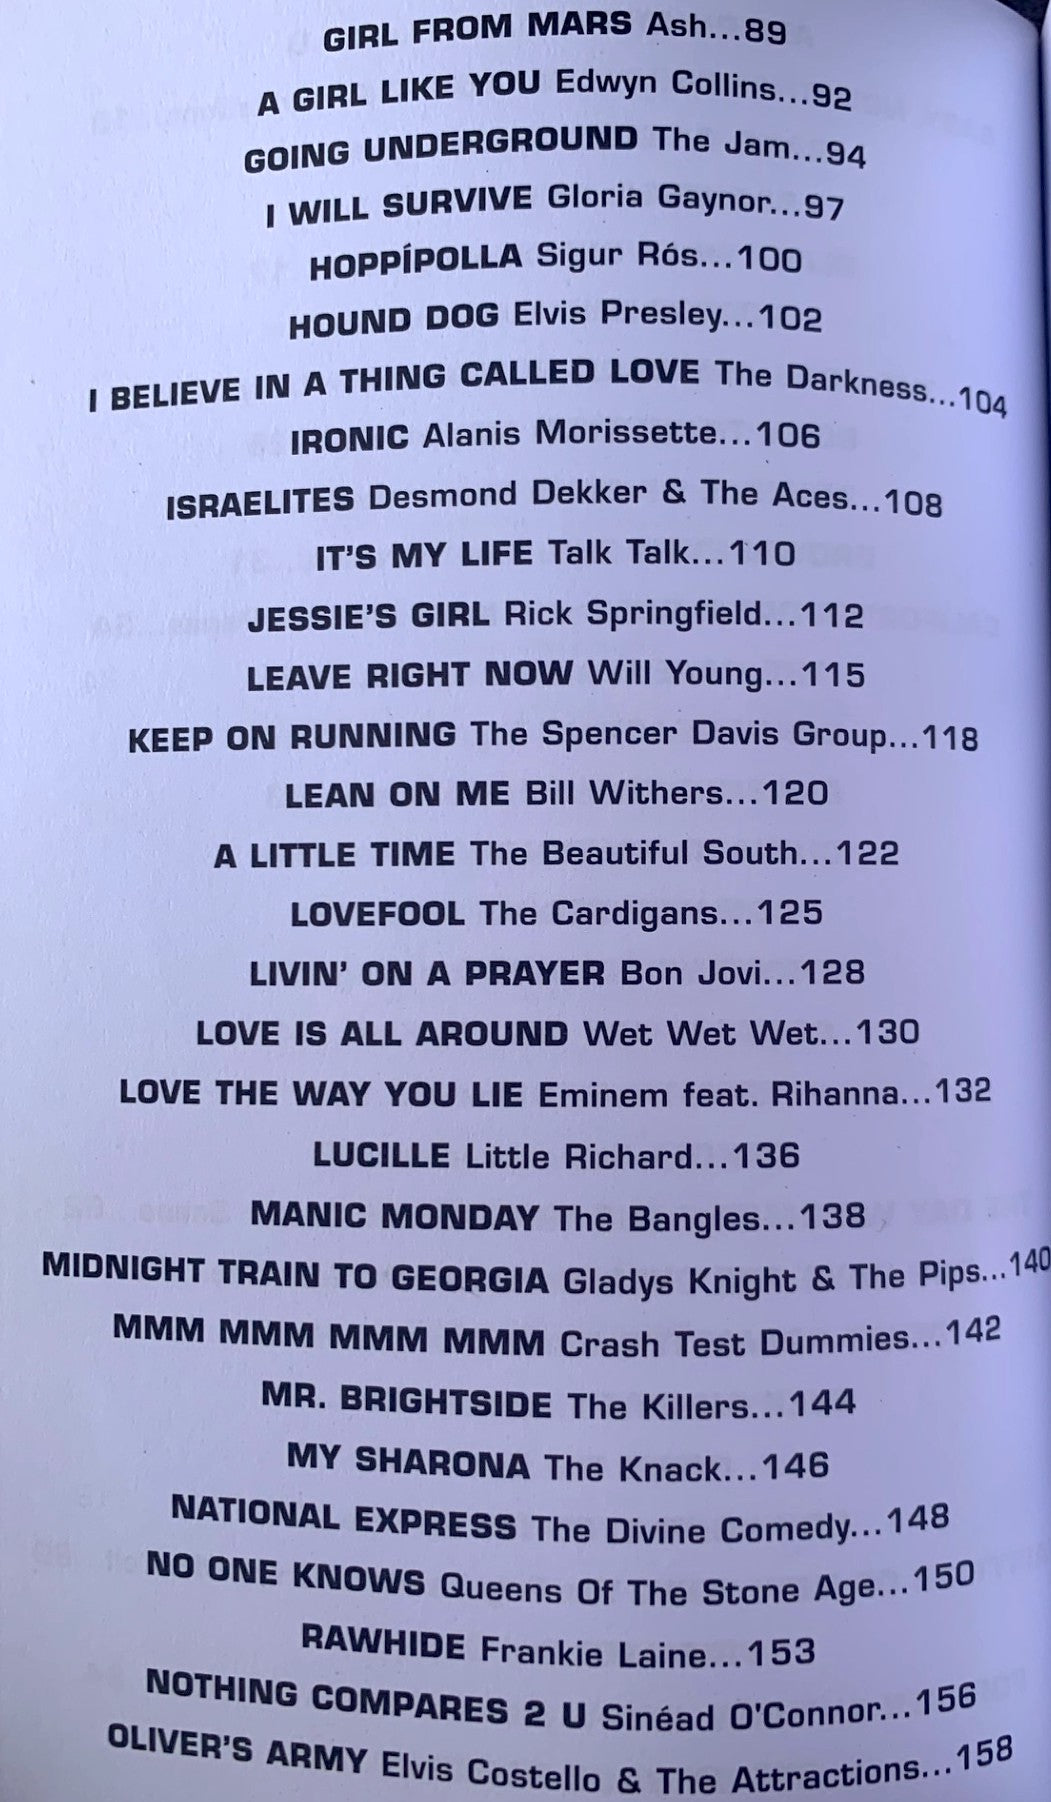 GIRL FROM MARS Ash...89
A GIRL LIKE YOU Edwyn Collins...92
GOING UNDERGROUND The Jam...94
I WILL SURVIVE Gloria Gaynor...97
HOPPÍPOLLA Sigur Rós...100
HOUND DOG Elvis Presley...102
I BELIEVE IN A THING CALLED LOVE The Darkness...104
IRONIC Alanis Morissette...106
ISRAELITES Desmond Dekker & The Aces...108
IT'S MY LIFE Talk Talk...110
JESSIE'S GIRL Rick Springfield...112
LEAVE RIGHT NOW Will Young...115
KEEP ON RUNNING The Spencer Davis Group...118
LEAN ON ME Bill Withers...120
A LITTLE TIME The Beautiful South...122
LOVEFOOL The Cardigans...125
LIVIN' ON A PRAYER Bon Jovi...128
LOVE IS ALL AROUND Wet Wet Wet...130
LOVE THE WAY YOU LIE Eminem feat. Rihanna...132
LUCILLE Little Richard...136
MANIC MONDAY The Bangles...138
MIDNIGHT TRAIN TO GEORGIA Gladys Knight & The Pips...140
MMM MMM MMM MMM Crash Test Dummies...142
MR. BRIGHTSIDE The Killers...144
MY SHARONA The Knack...146
NATIONAL EXPRESS The Divine Comedy...148
NO ONE KNOWS Queens Of The Stone Age...150
RAWHIDE Frankie Laine...153
NOTHING COMPARES 2 U Sinéad O'Connor...156
OLIVER'S ARMY Elvis Costello & The Attractions...158